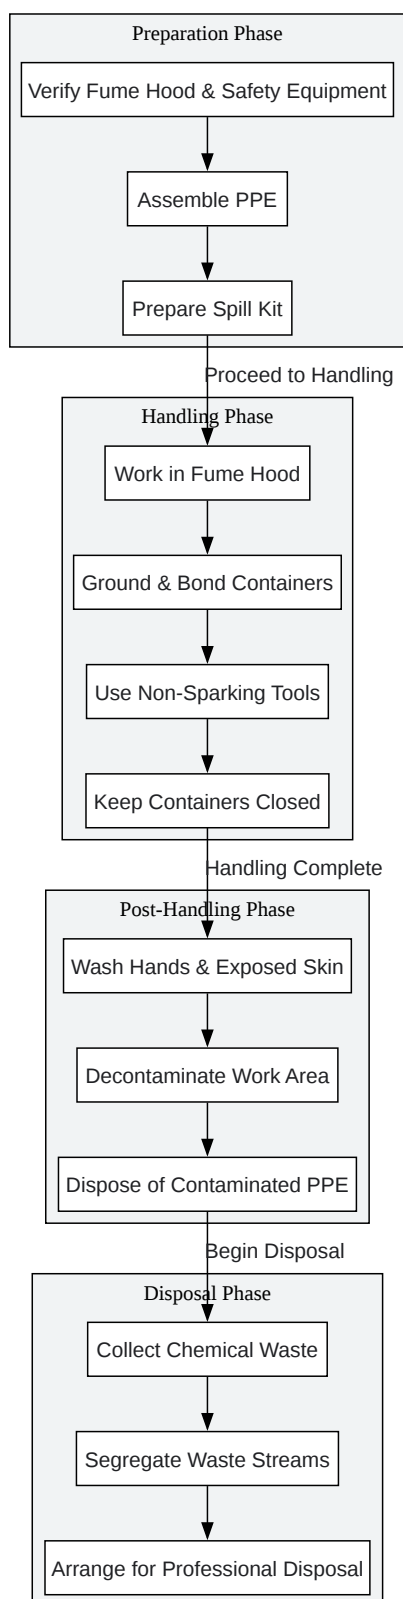 Preparation Phase
Verify Fume Hood & Safety Equipment
Assemble PPE
Prepare Spill Kit
Proceed to Handling
Handling Phase
Work in Fume Hood
Ground & Bond Containers
Use Non-Sparking Tools
Keep Containers Closed
Handling Complete
Post-Handling Phase
Wash Hands & Exposed Skin
Decontaminate Work Area
Dispose of Contaminated PPE
Begin Disposal
Disposal Phase
Collect Chemical Waste
Segregate Waste Streams
Arrange for Professional Disposal